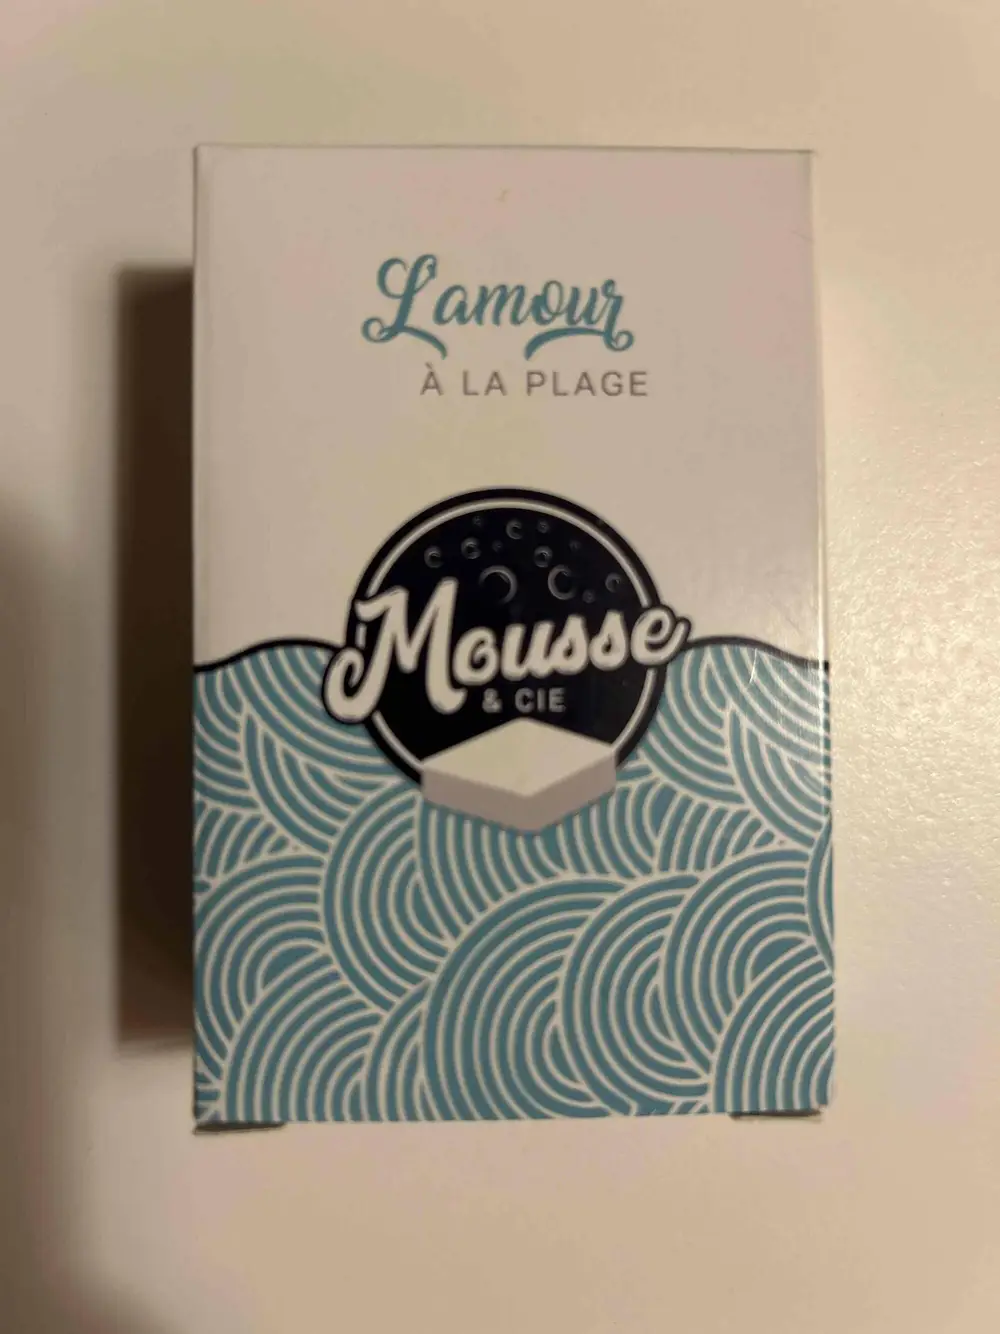 L'amour
À LA PLAGE
Mousse
& CIE